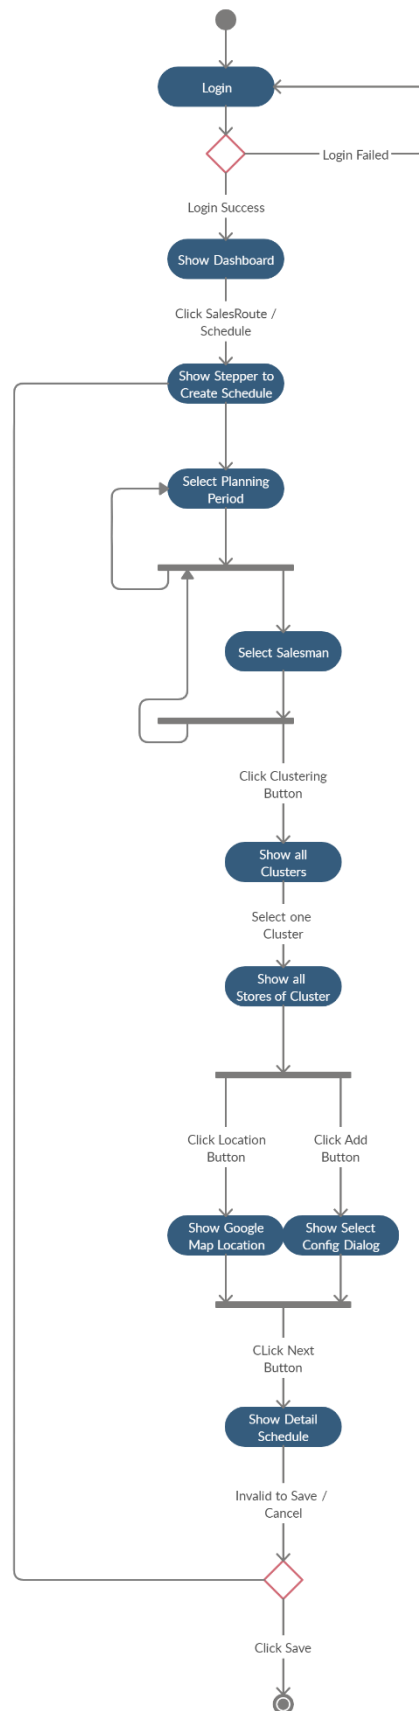 Login
Login Failed
Login Success
Show Dashboard
Click SalesRoute /
Schedule
Show Stepper to
Create Schedule
Select Planning
Period
Select Salesman
Click Clustering
Button
Show all
Clusters
Select one
Cluster
Show all
Stores of Cluster
Click Location
Button
Click Add
Button
Show Google
Map Location
Show Select
Config Dialog
CLick Next
Button
Show Detail
Schedule
Invalid to Save /
Cancel
Click Save